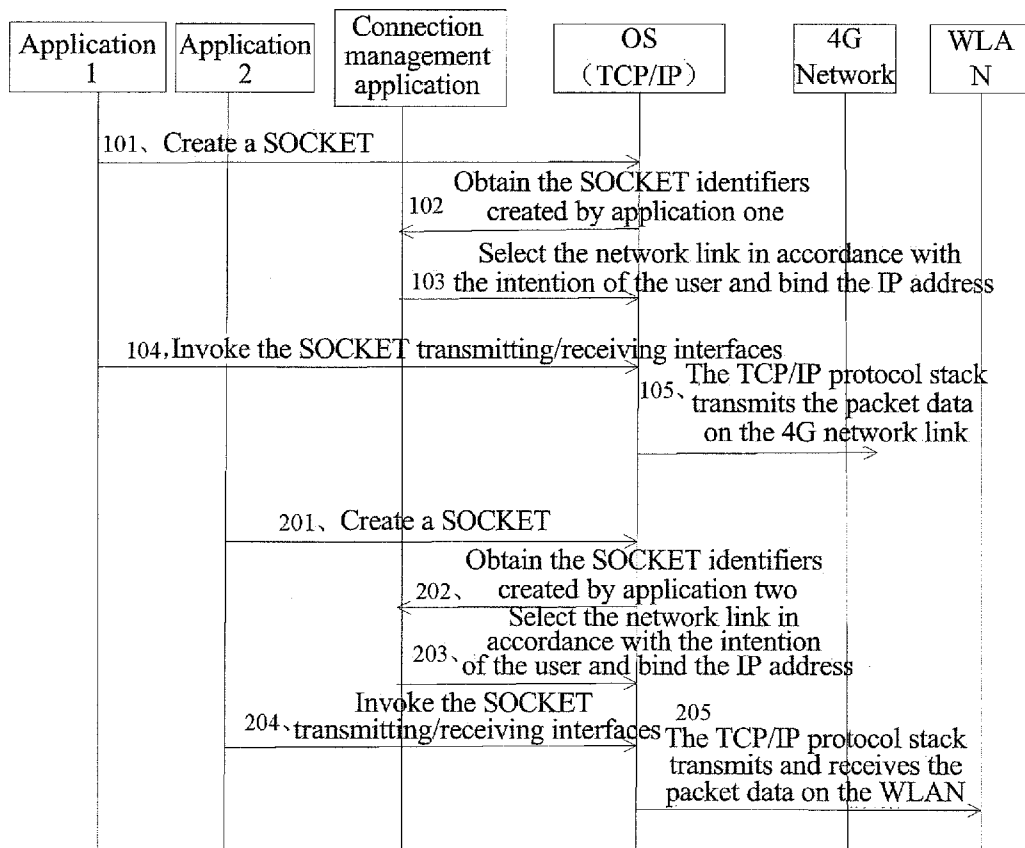 Application
1
Application
2
Connection
management
application
OS
（TCP/IP）
4G
Network
WLA
N
101、Create a SOCKET
Obtain the SOCKET identifiers
102 created by application one
Select the network link in accordance with
103 the intention of the user and bind the IP address
104,Invoke the SOCKET transmitting/receiving interfaces
The TCP/IP protocol stack
105、transmits the packet data
on the 4G network link
201、Create a SOCKET
Obtain the SOCKET identifiers
202、created by application two
Select the network link in
accordance with the intention
203、of the user and bind the IP address
Invoke the SOCKET
204、transmitting/receiving interfaces
205
The TCP/IP protocol stack
transmits and receives the
packet data on the WLAN